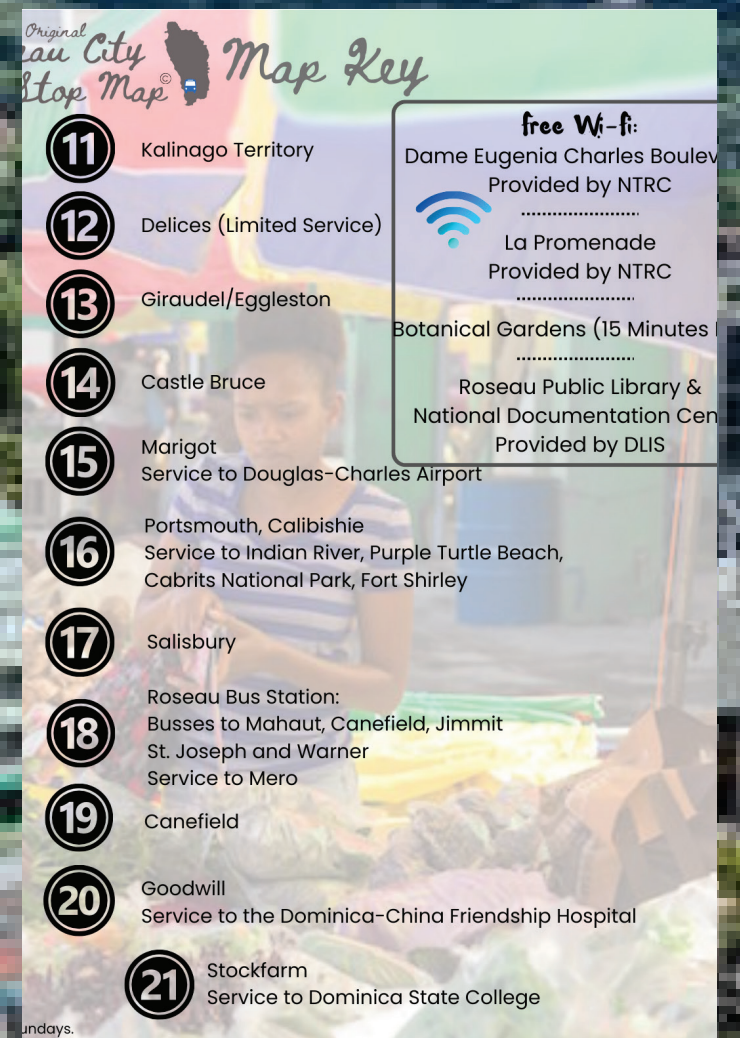 Original
eau City
Stop Map©
Map Key
11 Kalinago Territory
12 Delices (Limited Service)
13 Giraudel/Eggleston
14 Castle Bruce
15 Marigot
Service to Douglas-Charles Airport
16 Portsmouth, Calibishie
Service to Indian River, Purple Turtle Beach,
Cabrits National Park, Fort Shirley
17 Salisbury
18 Roseau Bus Station:
Busses to Mahaut, Canefield, Jimmit
St. Joseph and Warner
Service to Mero
19 Canefield
20 Goodwill
Service to the Dominica-China Friendship Hospital
21 Stockfarm
Service to Dominica State College
undays.
free Wi-fi:
Dame Eugenia Charles Boulev
Provided by NTRC
La Promenade
Provided by NTRC
Botanical Gardens (15 Minutes
Roseau Public Library &
National Documentation Cen
Provided by DLIS